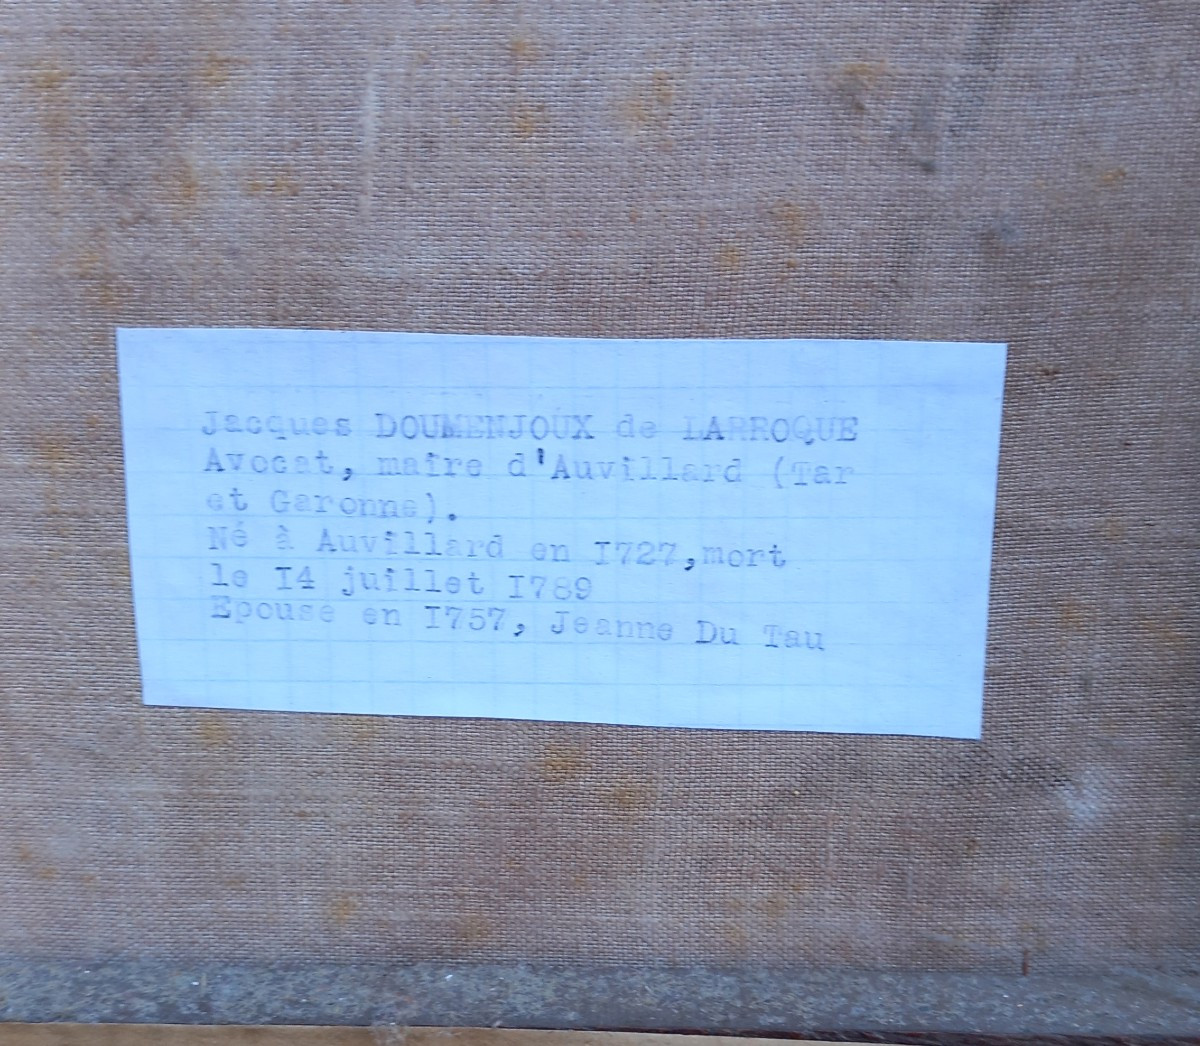 Jacques DOUMENJOUX de LARROQUE
Avocat, maire d'Auvillard (Tar
et Garonne).
Né à Auvillard en I727,mort
le I4 juillet I789
Epouse en I757, Jeanne Du Tau